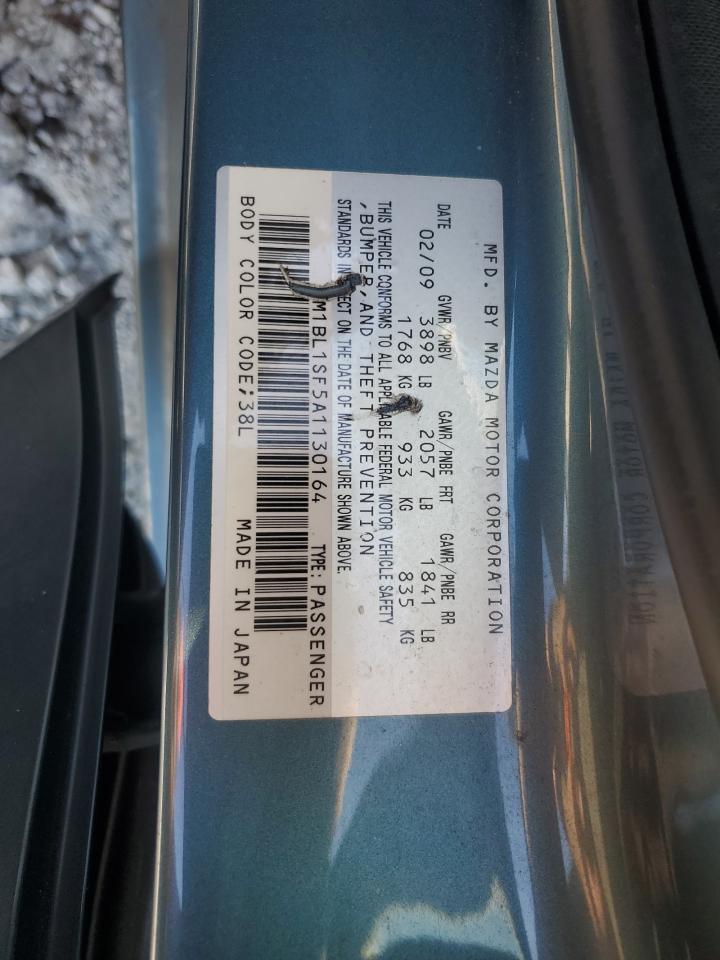 MFD. BY MAZDA MOTOR CORPORATION
DATE GVWR/PNBV GAWR/PNBE FRT GAWR/PNBE RR
02/09 3898 LB 2057 LB 1841 LB
1768 KG 933 KG 835 KG
THIS VEHICLE CONFORMS TO ALL APPLICABLE FEDERAL MOTOR VEHICLE SAFETY
,BUMPER,AND THEFT PREVENTION
STANDARDS IN EFFECT ON THE DATE OF MANUFACTURE SHOWN ABOVE.
M1BL1SF5A1130164 TYPE: PASSENGER
BODY COLOR CODE;38L MADE IN JAPAN